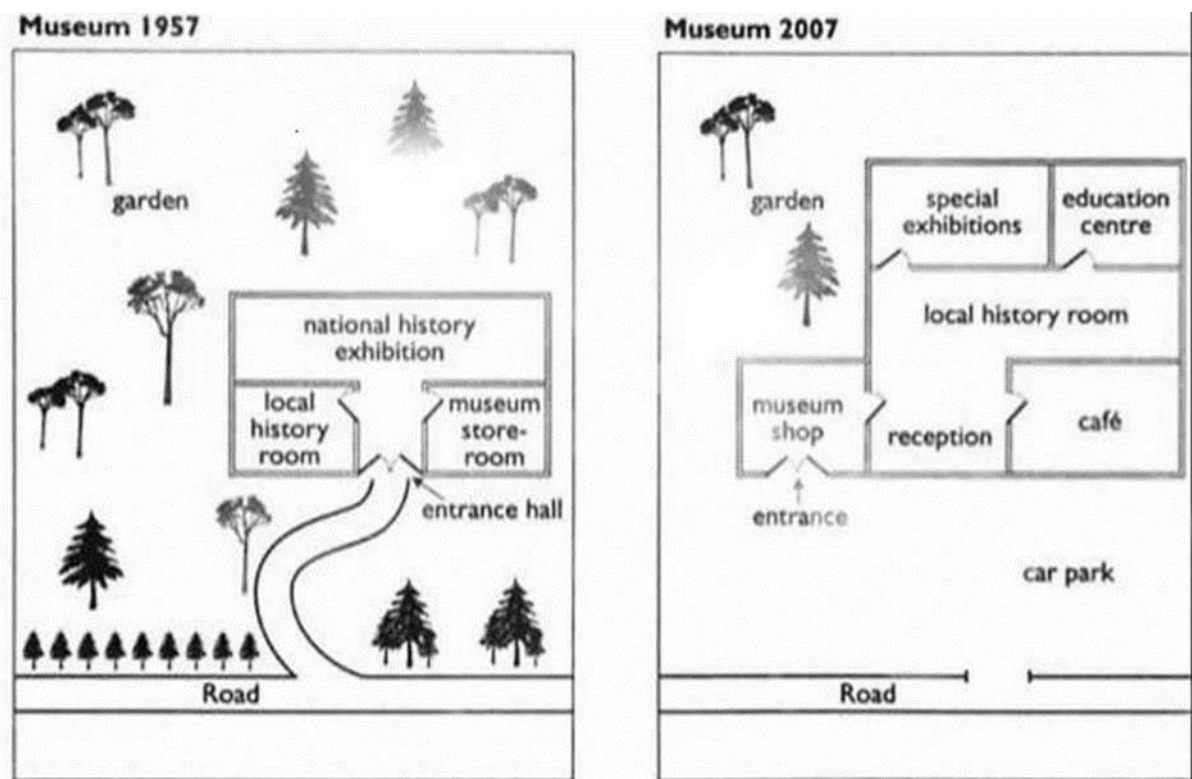 Museum 1957
garden
national history
exhibition
local
history
room
museum
store-
room
entrance hall
Road
Museum 2007
garden
special
exhibitions
education
centre
local history room
museum
shop
reception
café
entrance
car park
Road